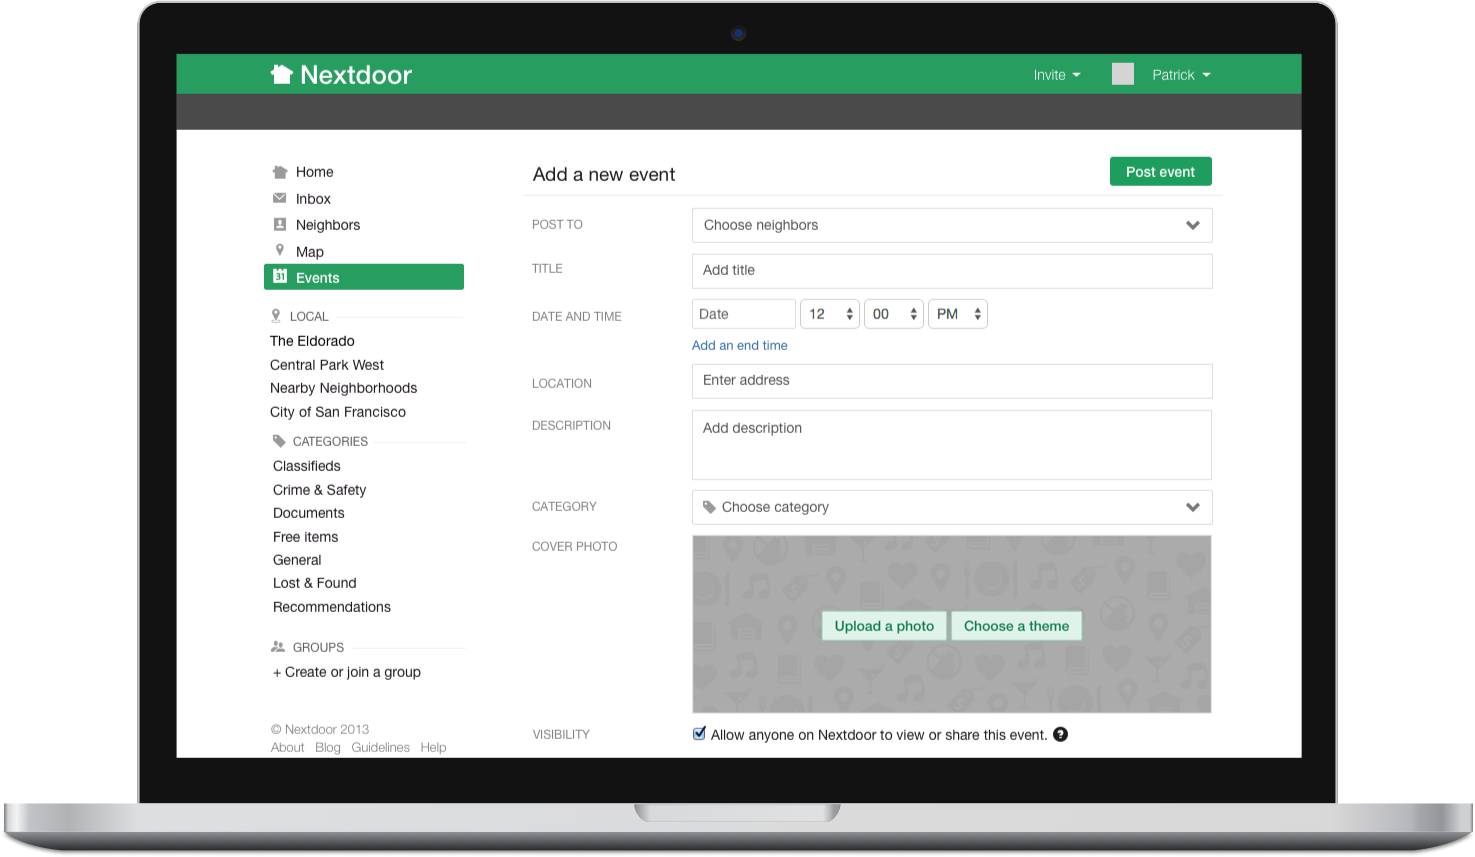 Nextdoor
Invite
Patrick
Home
Inbox
Neighbors
Map
31 Events
LOCAL
The Eldorado
Central Park West
Nearby Neighborhoods
City of San Francisco
CATEGORIES
Classifieds
Crime & Safety
Documents
Free items
General
Lost & Found
Recommendations
GROUPS
+ Create or join a group
© Nextdoor 2013
About Blog Guidelines Help
Add a new event
Post event
POST TO
Choose neighbors
TITLE
Add title
DATE AND TIME
Date 12 00 PM
Add an end time
LOCATION
Enter address
DESCRIPTION
Add description
CATEGORY
Choose category
COVER PHOTO
Upload a photo
Choose a theme
VISIBILITY
Allow anyone on Nextdoor to view or share this event. ?